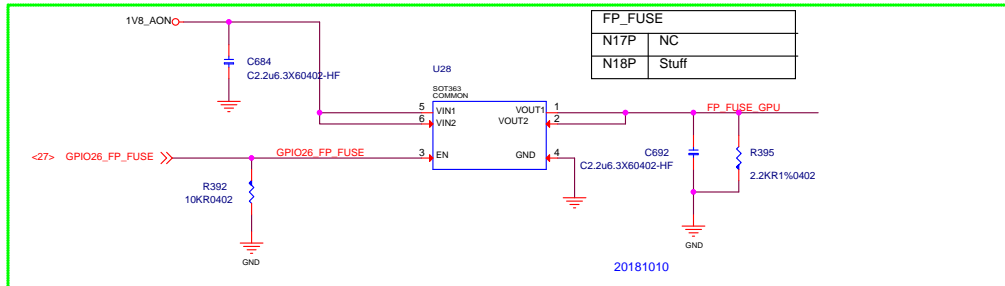 FP_FUSE
N17P NC
N18P Stuff
1V8_AON
C684
C2.2u6.3X60402-HF
U28
SOT363
COMMON
5 VIN1 VOUT1 1
6 VIN2 VOUT2 2
FP_FUSE_GPU
<27> GPIO26_FP_FUSE GPIO26_FP_FUSE 3 EN GND 4
C692
C2.2u6.3X60402-HF
R395
2.2KR1%0402
R392
10KR0402
GND
GND
20181010